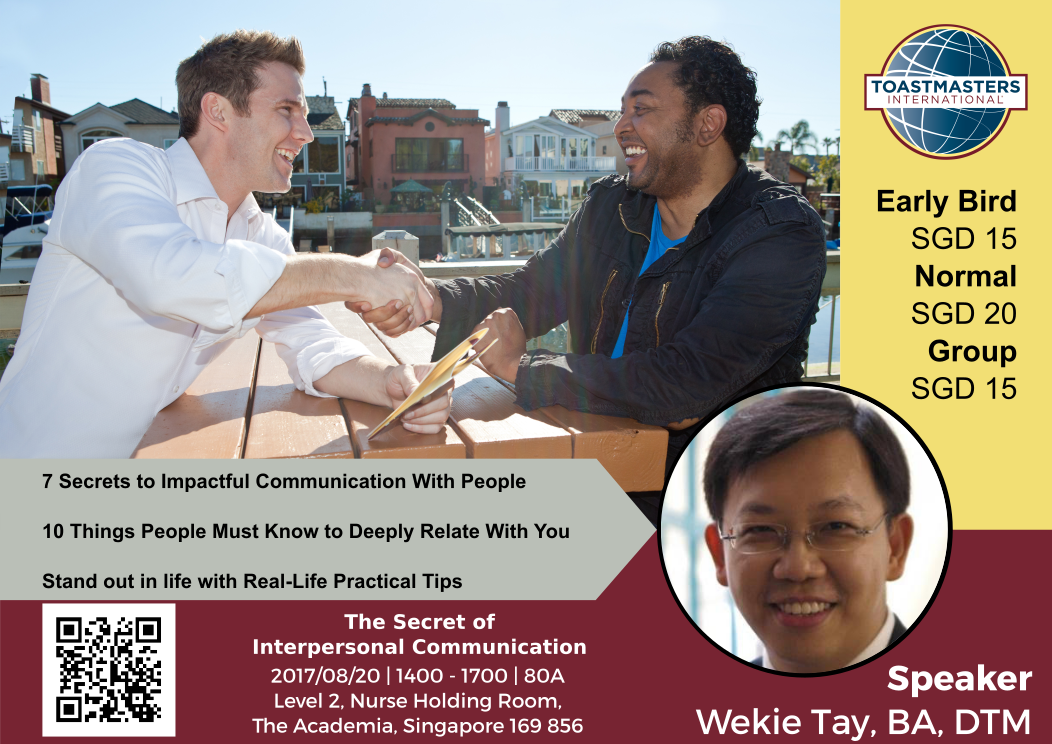 TOASTMASTERS
INTERNATIONAL
Early Bird
SGD 15
Normal
SGD 20
Group
SGD 15
7 Secrets to Impactful Communication With People
10 Things People Must Know to Deeply Relate With You
Stand out in life with Real-Life Practical Tips
The Secret of
Interpersonal Communication
2017/08/20 | 1400 - 1700 | 80A
Level 2, Nurse Holding Room,
The Academia, Singapore 169 856
Speaker
Wekie Tay, BA, DTM